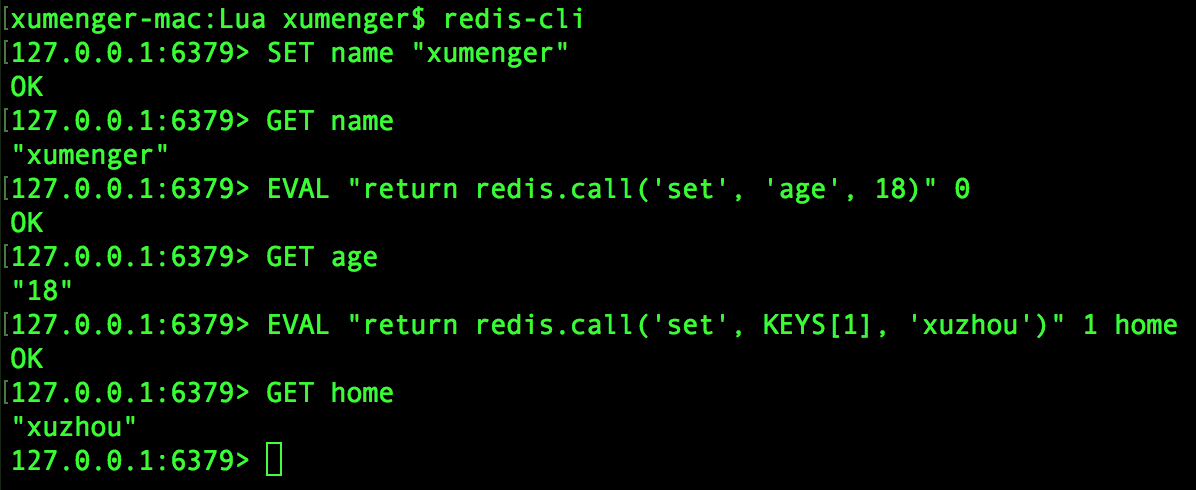 [xumenger-mac:Lua xumenger$ redis-cli
[127.0.0.1:6379> SET name "xumenger"
OK
[127.0.0.1:6379> GET name
"xumenger"
[127.0.0.1:6379> EVAL "return redis.call('set', 'age', 18)" 0
OK
[127.0.0.1:6379> GET age
"18"
[127.0.0.1:6379> EVAL "return redis.call('set', KEYS[1], 'xuzhou')" 1 home
OK
[127.0.0.1:6379> GET home
"xuzhou"
127.0.0.1:6379>